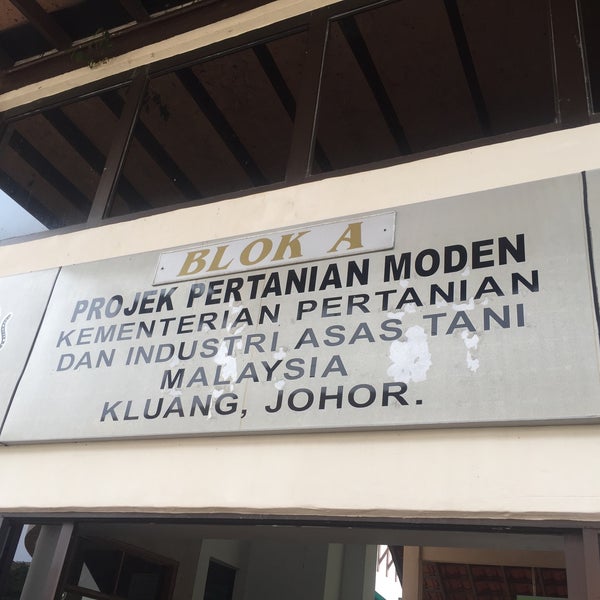 BLOK A
PROJEK PERTANIAN MODEN
KEMENTERIAN PERTANIAN
DAN INDUSTRI ASAS TANI
MALAYSIA
KLUANG, JOHOR.